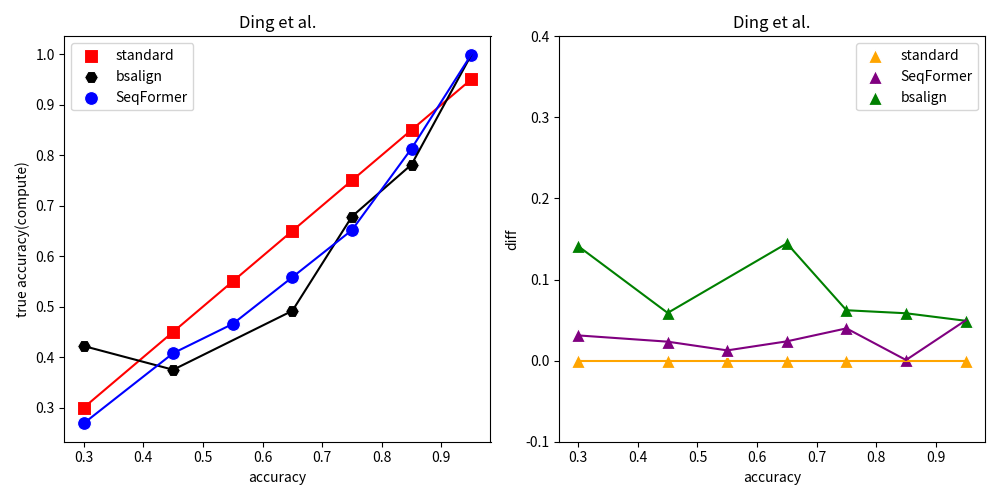 Ding et al.
standard
bsalign
SeqFormer
1.0
0.9
0.8
0.7
0.6
0.5
0.4
0.3
true accuracy(compute)
0.3 0.4 0.5 0.6 0.7 0.8 0.9
accuracy
Ding et al.
standard
SeqFormer
bsalign
0.4
0.3
0.2
0.1
0.0
-0.1
diff
0.3 0.4 0.5 0.6 0.7 0.8 0.9
accuracy